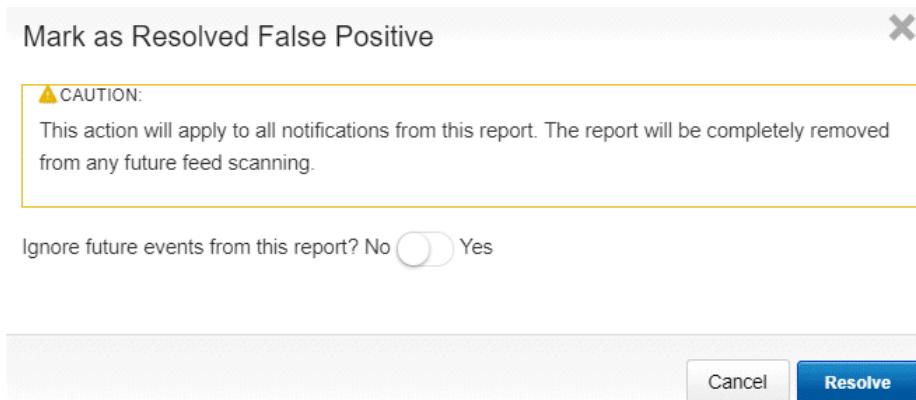 Mark as Resolved False Positive
CAUTION:
This action will apply to all notifications from this report. The report will be completely removed
from any future feed scanning.
Ignore future events from this report? No Yes
Cancel Resolve